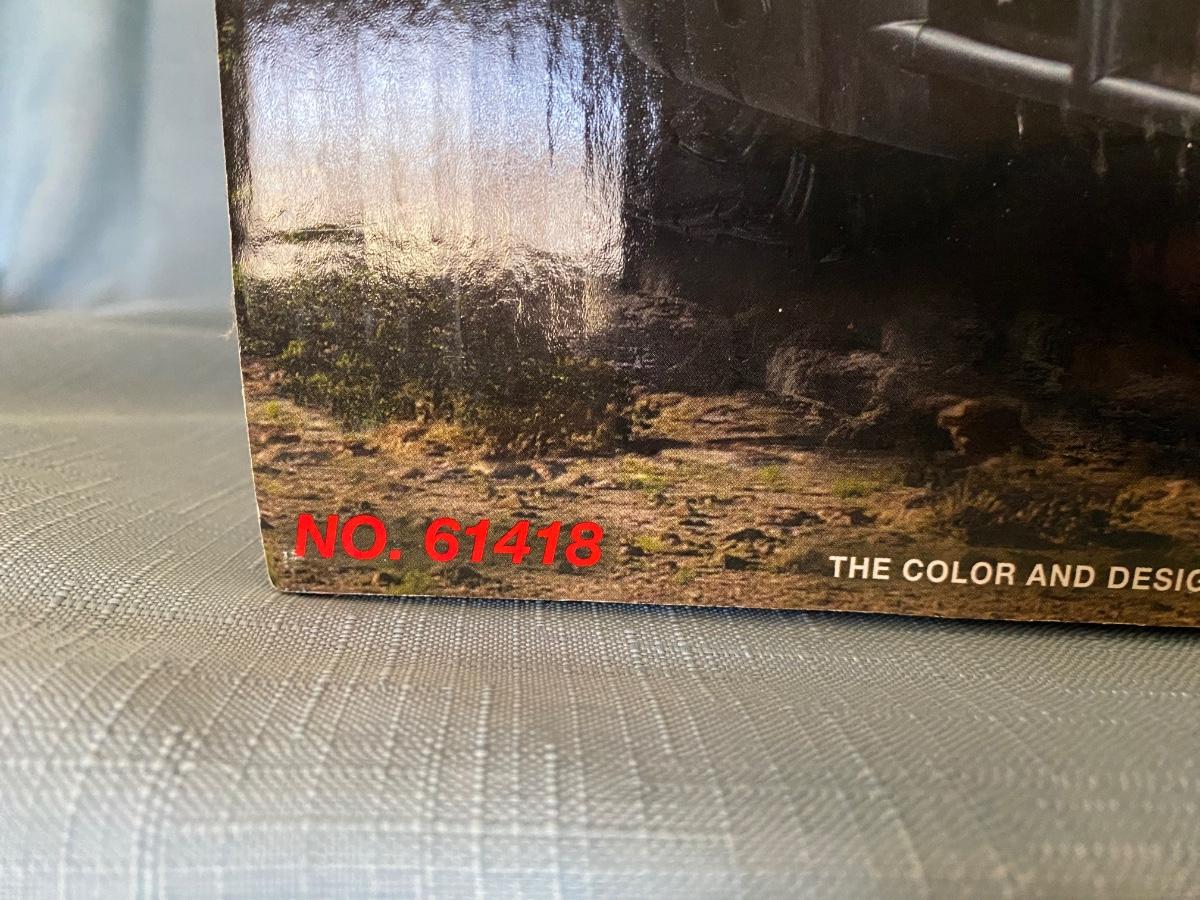 NO. 61418
THE COLOR AND DESIG